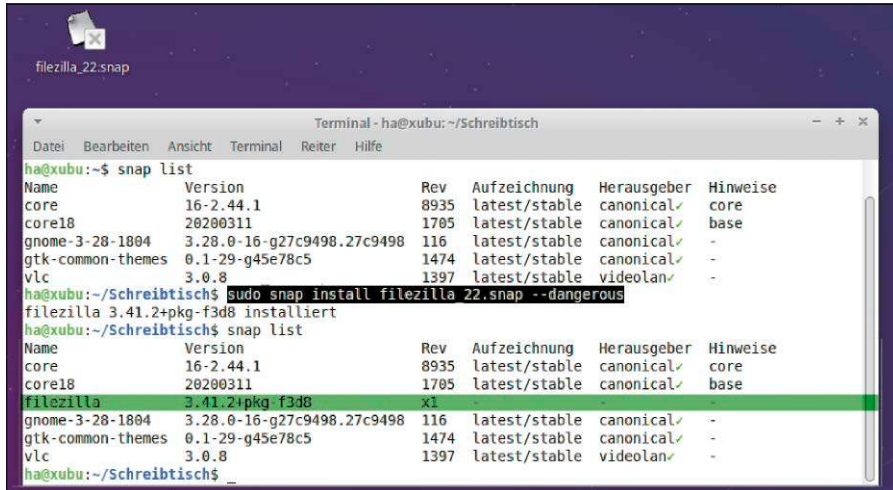 filezilla_22.snap
Terminal - ha@xubu: ~/Schreibtisch
Datei Bearbeiten Ansicht Terminal Reiter Hilfe
ha@xubu:~$ snap list
Name Version Rev Aufzeichnung Herausgeber Hinweise
core 16-2.44.1 8935 latest/stable canonical✓ core
core18 20200311 1705 latest/stable canonical✓ base
gnome-3-28-1804 3.28.0-16-g27c9498.27c9498 116 latest/stable canonical✓ -
gtk-common-themes 0.1-29-g45e78c5 1474 latest/stable canonical✓ -
vlc 3.0.8 1397 latest/stable videolan✓ -
ha@xubu:~/Schreibtisch$ sudo snap install filezilla_22.snap --dangerous
filezilla 3.41.2+pkg-f3d8 installiert
ha@xubu:~/Schreibtisch$ snap list
Name Version Rev Aufzeichnung Herausgeber Hinweise
core 16-2.44.1 8935 latest/stable canonical✓ core
core18 20200311 1705 latest/stable canonical✓ base
filezilla 3.41.2+pkg-f3d8 x1 - - -
gnome-3-28-1804 3.28.0-16-g27c9498.27c9498 116 latest/stable canonical✓ -
gtk-common-themes 0.1-29-g45e78c5 1474 latest/stable canonical✓ -
vlc 3.0.8 1397 latest/stable videolan✓ -
ha@xubu:~/Schreibtisch$ _